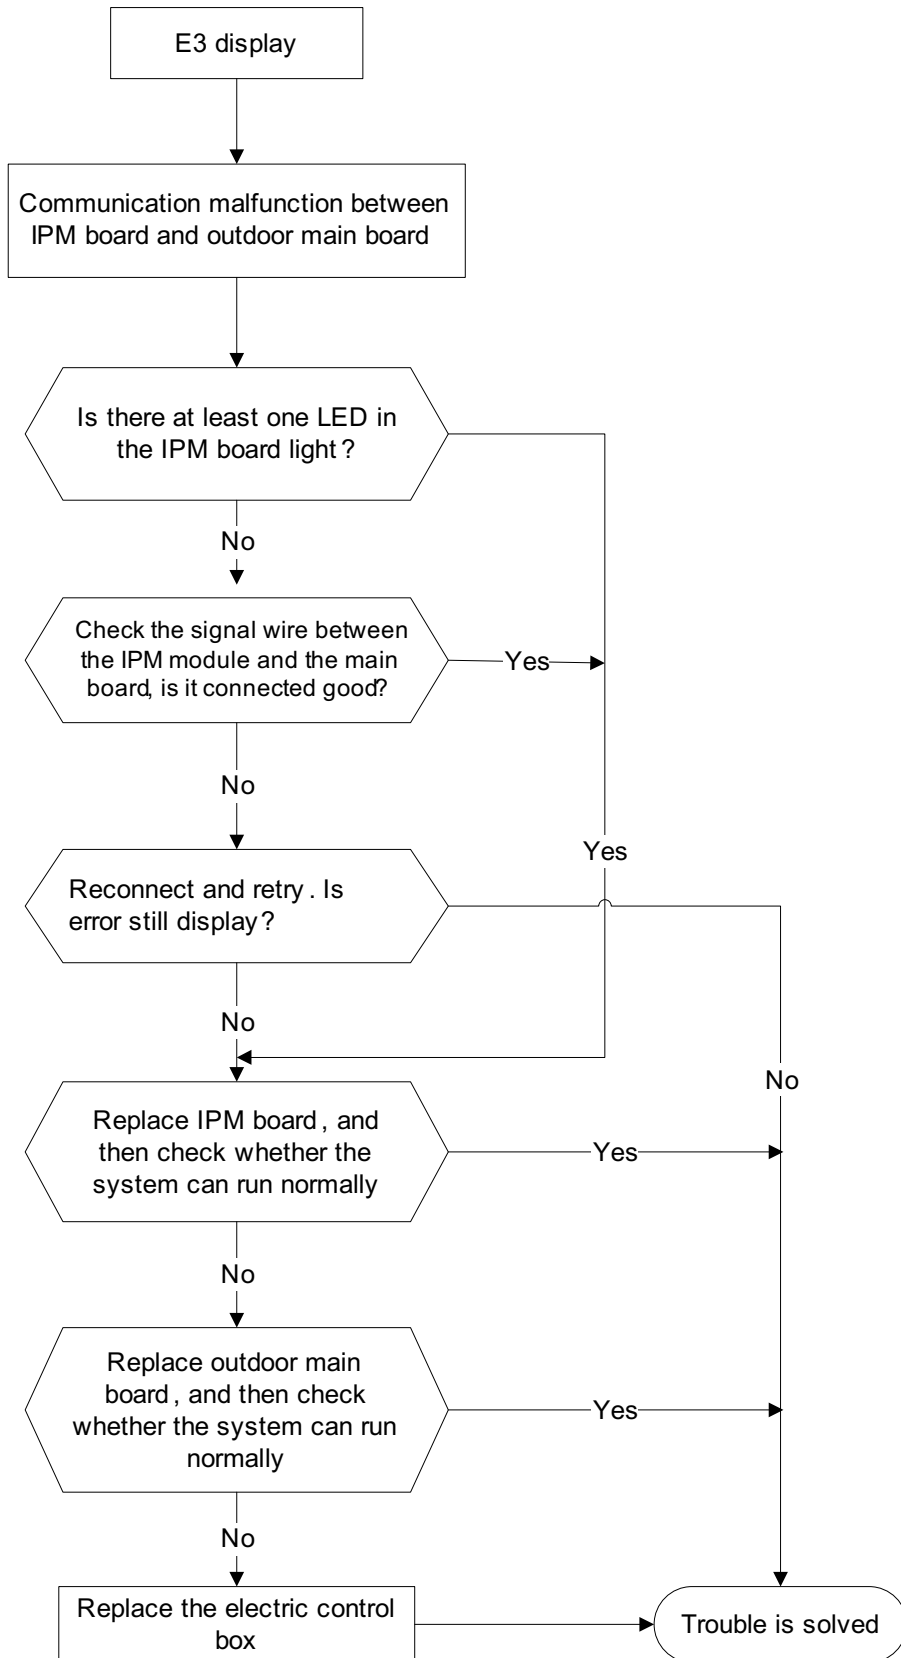 E3 display
Communication malfunction between
IPM board and outdoor main board
Is there at least one LED in
the IPM board light?
No
Check the signal wire between
the IPM module and the main
board, is it connected good?
Yes
No
Yes
Reconnect and retry. Is
error still display?
No
No
Replace IPM board, and
then check whether the
system can run normally
Yes
No
Replace outdoor main
board, and then check
whether the system can run
normally
Yes
No
Replace the electric control
box
Trouble is solved